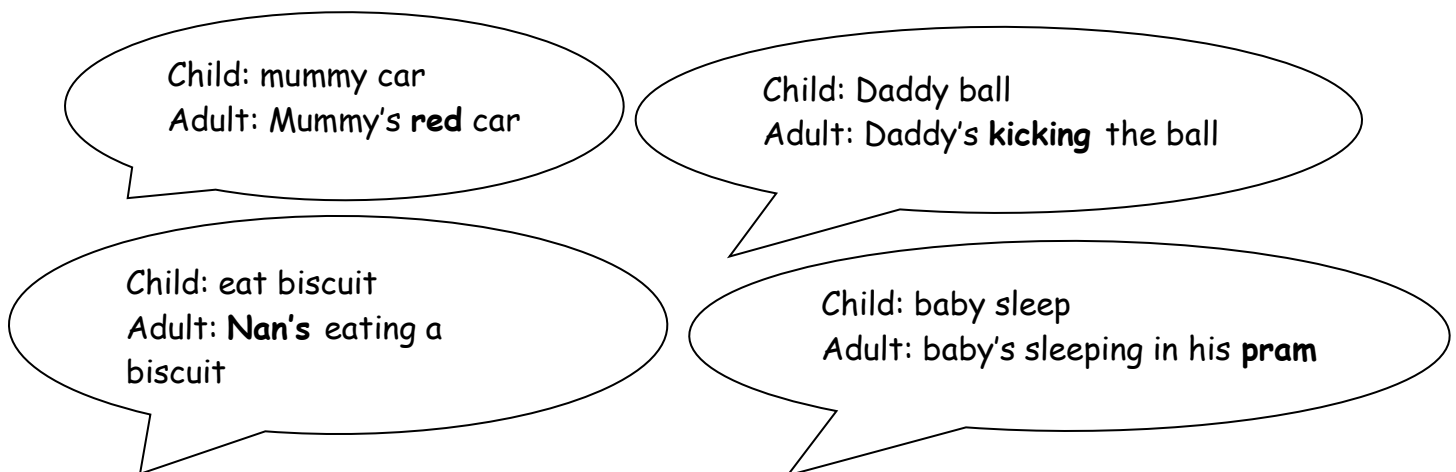 Child: mummy car
Adult: Mummy's red car
Child: Daddy ball
Adult: Daddy's kicking the ball
Child: eat biscuit
Adult: Nan's eating a
biscuit
Child: baby sleep
Adult: baby's sleeping in his pram